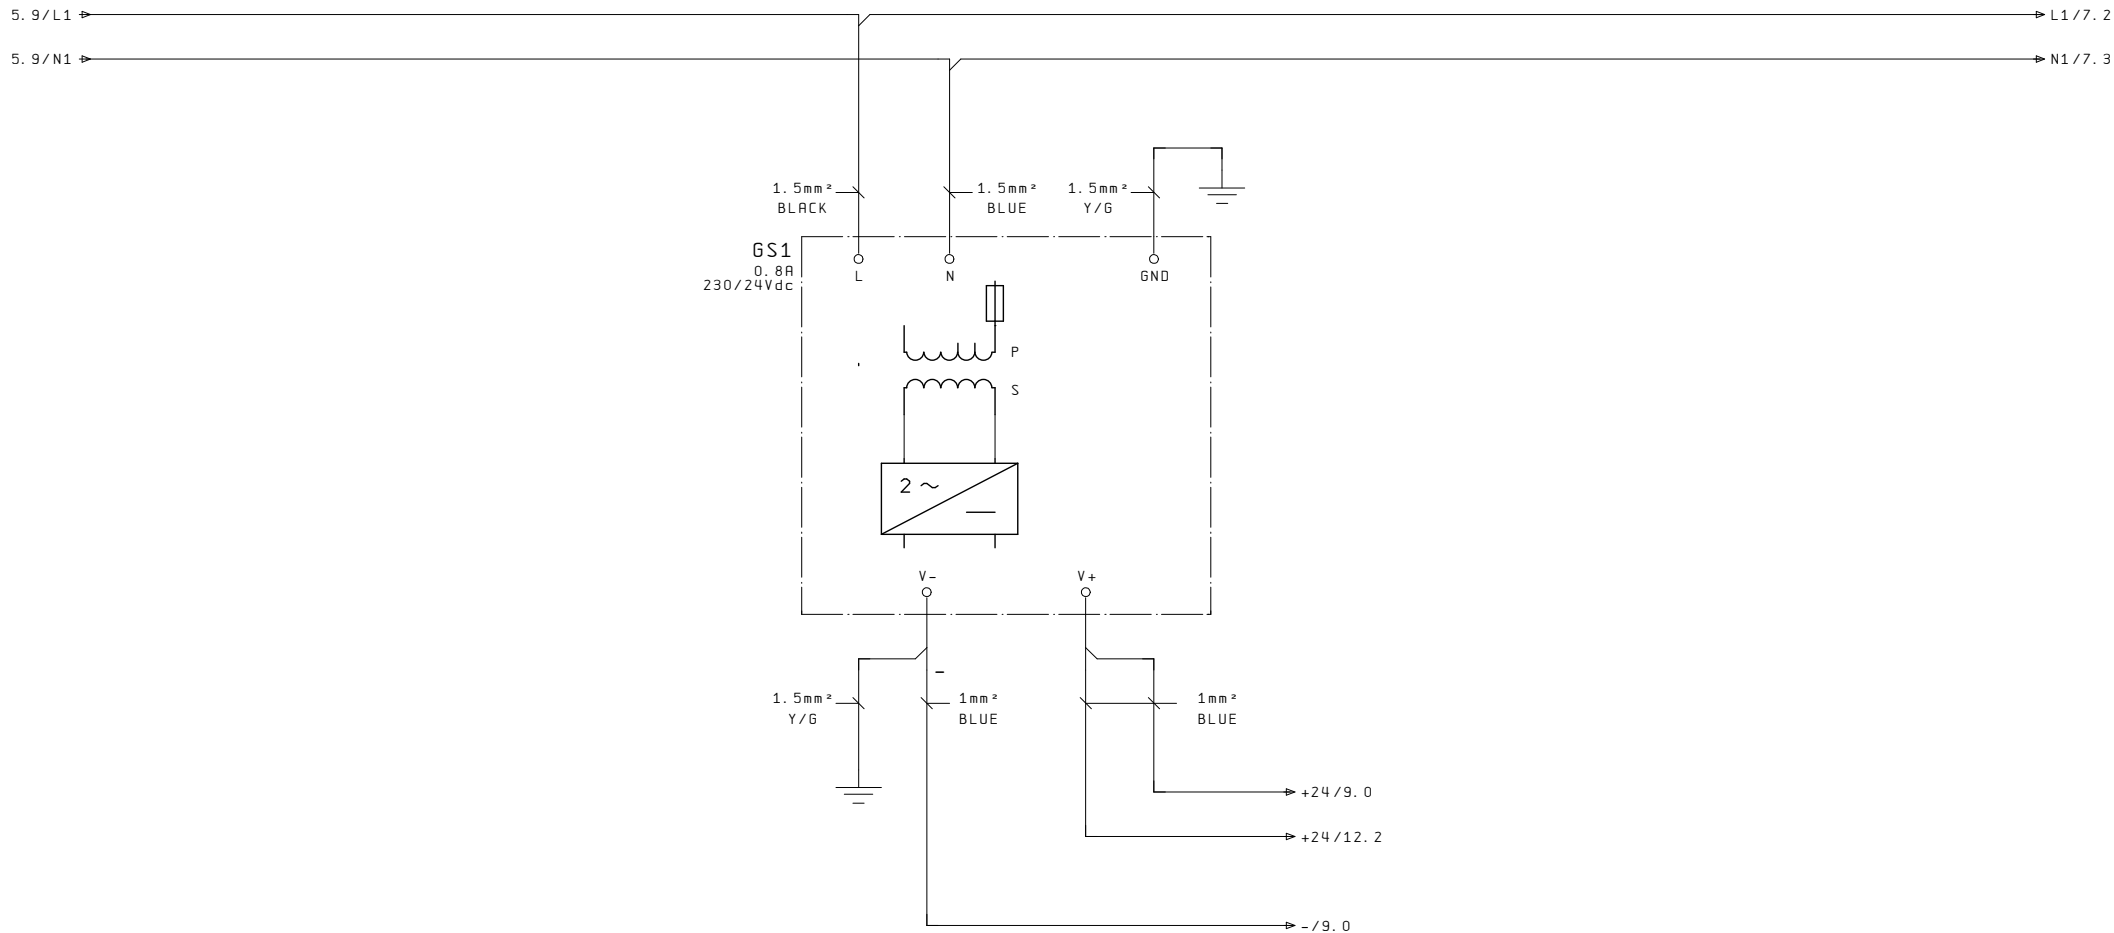 5.9/L1
L1/7.2
5.9/N1
N1/7.3
1.5mm²
BLACK
1.5mm²
BLUE
1.5mm²
Y/G
GS1
0.8A
230/24Vdc
L
N
GND
P
S
2 ~
V-
V+
-
1.5mm²
Y/G
1mm²
BLUE
1mm²
BLUE
+24/9.0
+24/12.2
-/9.0